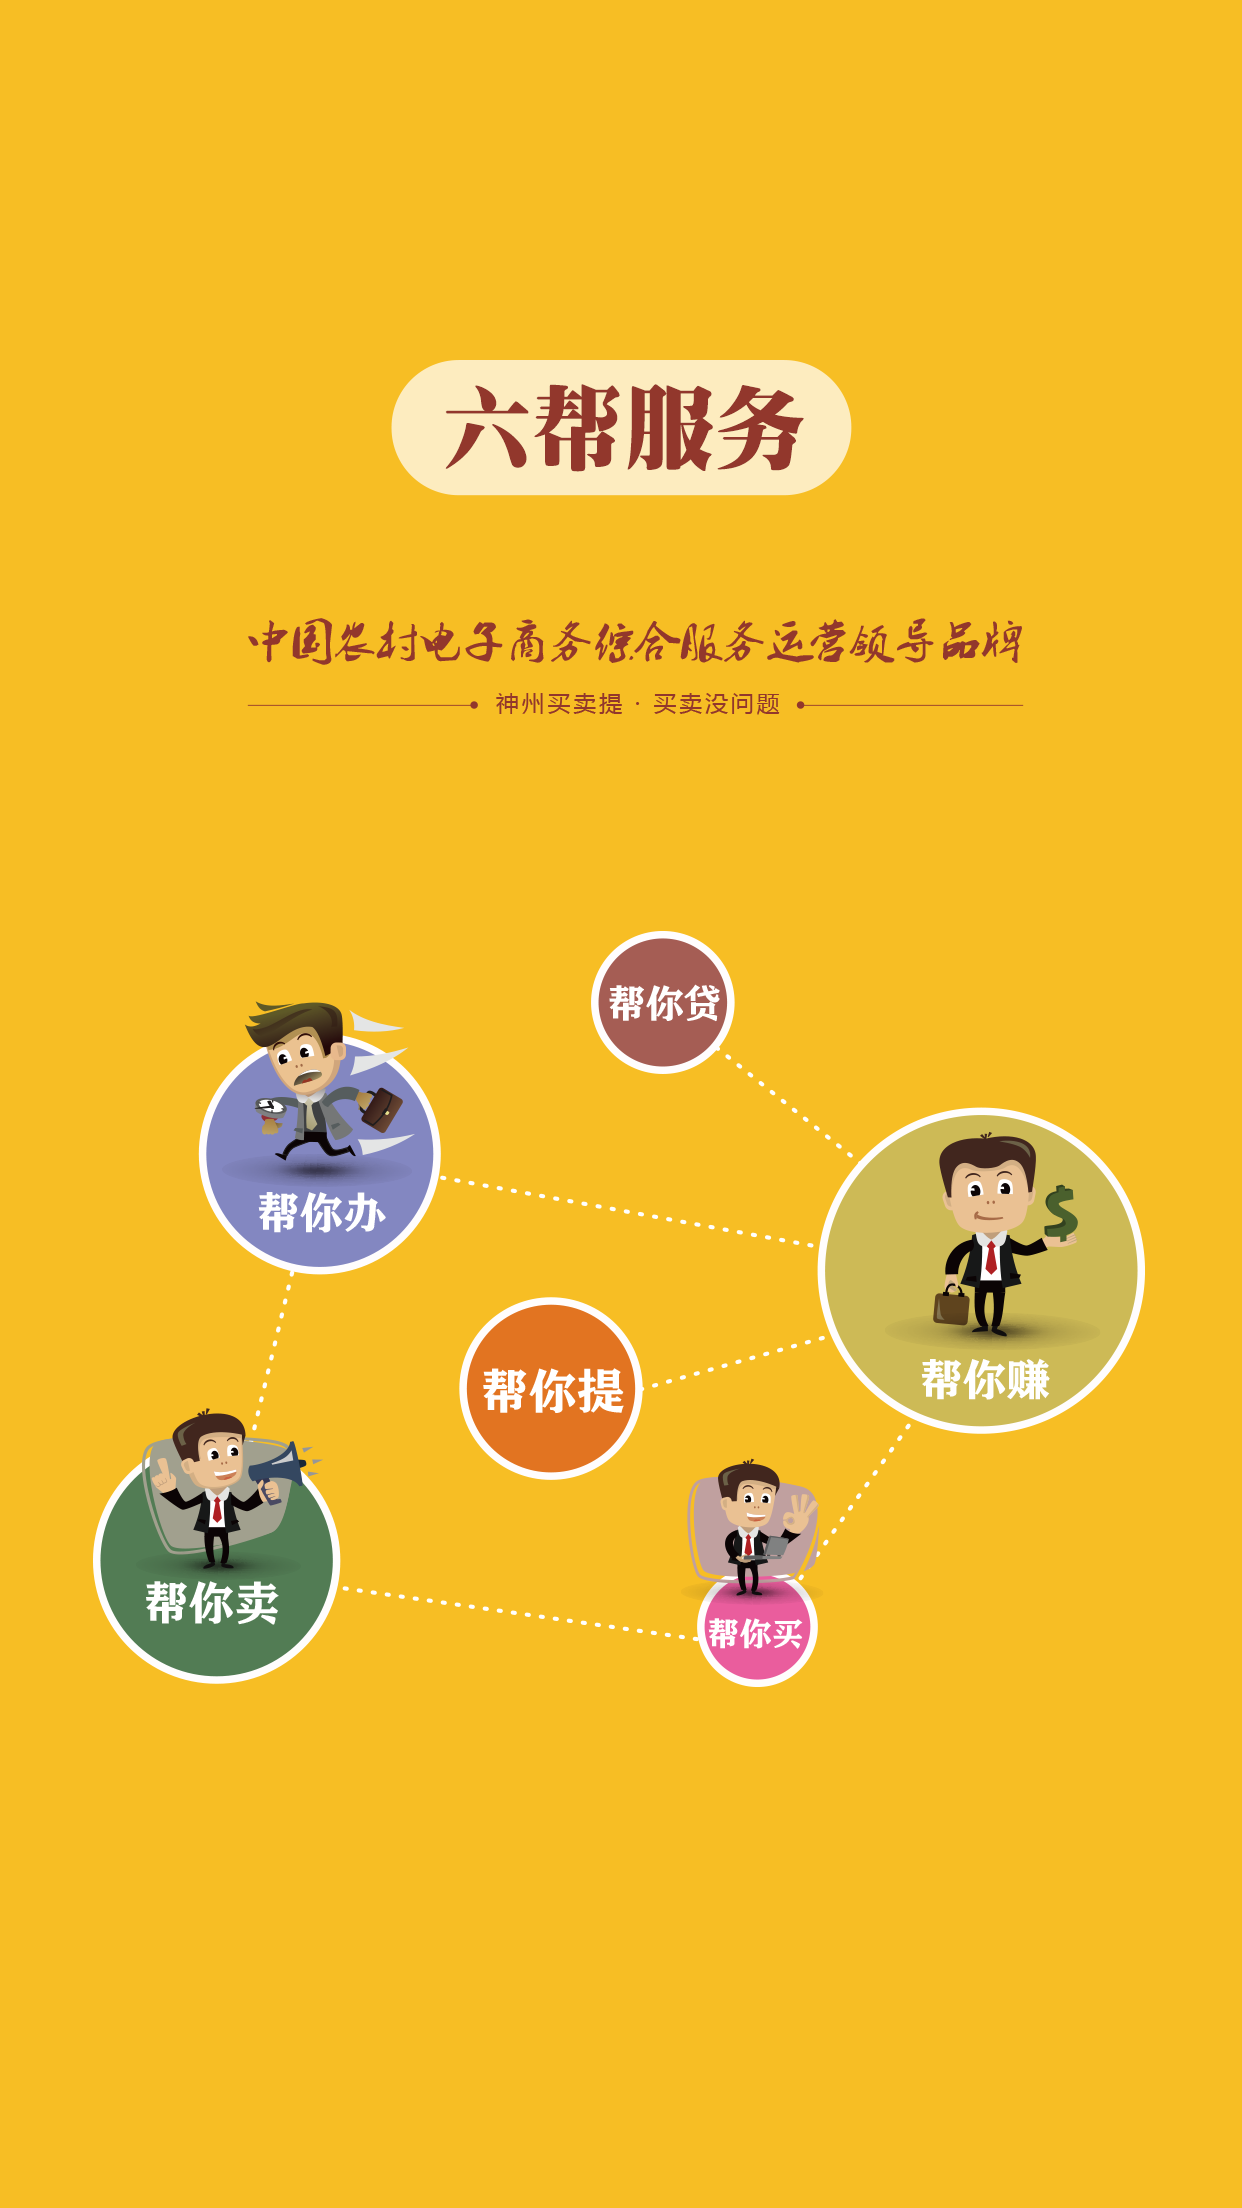 六帮服务
中国农村电子商务综合服务运营领导品牌
神州买卖提 · 买卖没问题
帮你贷
帮你办
帮你赚
帮你提
帮你卖
帮你买